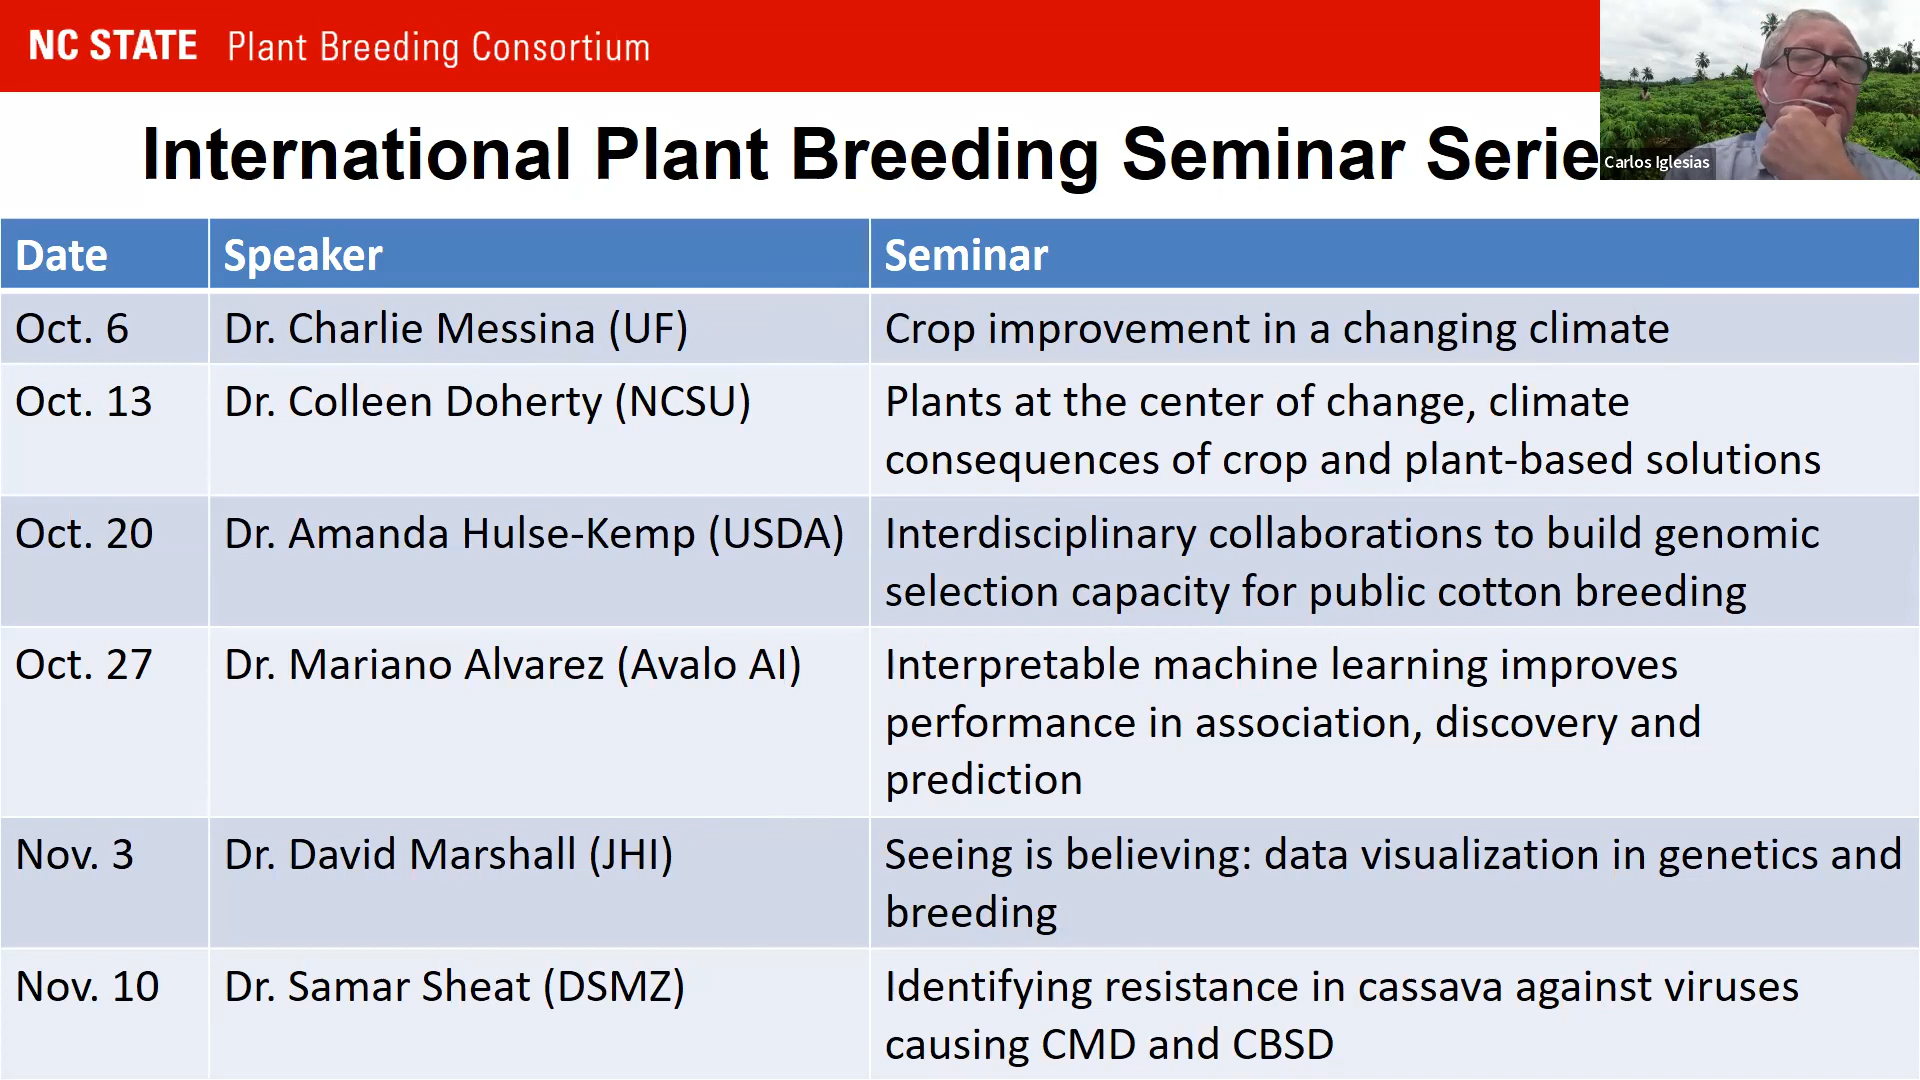 NC STATE Plant Breeding Consortium
International Plant Breeding Seminar Serie
Carlos Iglesias
Date Speaker Seminar
Oct. 6 Dr. Charlie Messina (UF) Crop improvement in a changing climate
Oct. 13 Dr. Colleen Doherty (NCSU) Plants at the center of change, climate
consequences of crop and plant-based solutions
Oct. 20 Dr. Amanda Hulse-Kemp (USDA) Interdisciplinary collaborations to build genomic
selection capacity for public cotton breeding
Oct. 27 Dr. Mariano Alvarez (Avalo AI) Interpretable machine learning improves
performance in association, discovery and
prediction
Nov. 3 Dr. David Marshall (JHI) Seeing is believing: data visualization in genetics and
breeding
Nov. 10 Dr. Samar Sheat (DSMZ) Identifying resistance in cassava against viruses
causing CMD and CBSD